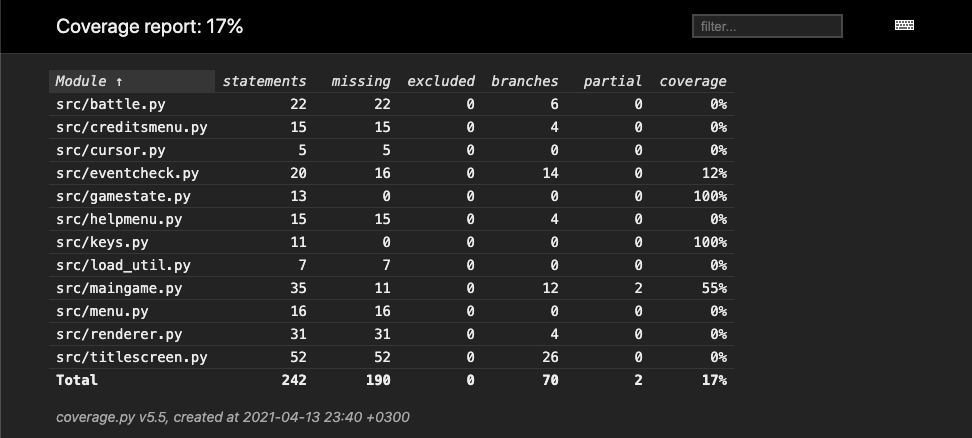 Coverage report: 17%
filter...
Module ↑ statements missing excluded branches partial coverage
src/battle.py 22 22 0 6 0 0%
src/creditsmenu.py 15 15 0 4 0 0%
src/cursor.py 5 5 0 0 0 0%
src/eventcheck.py 20 16 0 14 0 12%
src/gamestate.py 13 0 0 0 0 100%
src/helpmenu.py 15 15 0 4 0 0%
src/keys.py 11 0 0 0 0 100%
src/load_util.py 7 7 0 0 0 0%
src/maingame.py 35 11 0 12 2 55%
src/menu.py 16 16 0 0 0 0%
src/renderer.py 31 31 0 4 0 0%
src/titlescreen.py 52 52 0 26 0 0%
Total 242 190 0 70 2 17%
coverage.py v5.5, created at 2021-04-13 23:40 +0300